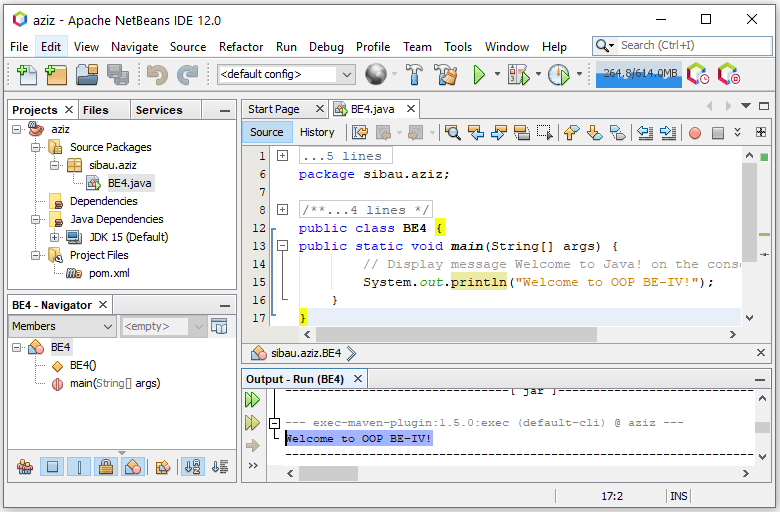 aziz - Apache NetBeans IDE 12.0
File Edit View Navigate Source Refactor Run Debug Profile Team Tools Window Help
Search (Ctrl+I)
<default config>
264.8/614.0MB
Projects Files Services
aziz
Source Packages
sibau.aziz
BE4.java
Dependencies
Java Dependencies
JDK 15 (Default)
Project Files
pom.xml
BE4 - Navigator
Members <empty>
BE4
BE4()
main(String[] args)
Start Page BE4.java
Source History
1 ...5 lines
6 package sibau.aziz;
7
8 /**...4 lines */
12 public class BE4 {
13 public static void main(String[] args) {
14 // Display message Welcome to Java! on the conso
15 System.out.println("Welcome to OOP BE-IV!");
16 }
17 }
sibau.aziz.BE4
Output - Run (BE4)
--------------------------------[ jar ]---------------------------------
--- exec-maven-plugin:1.5.0:exec (default-cli) @ aziz ---
Welcome to OOP BE-IV!
------------------------------------------------------------------------
17:2 INS